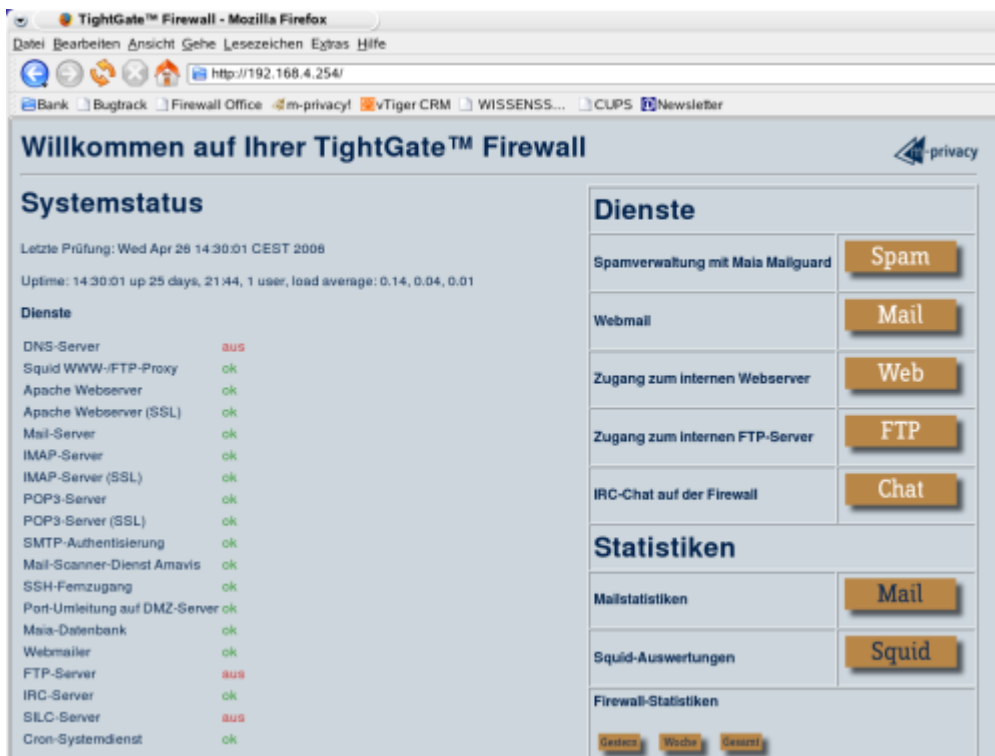 TightGate™ Firewall - Mozilla Firefox
Datei Bearbeiten Ansicht Gehe Lesezeichen Extras Hilfe
http://192.168.4.254/
Bank Bugtrack Firewall Office m-privacy! vTiger CRM WISSENSS... CUPS Newsletter
Willkommen auf Ihrer TightGate™ Firewall
m-privacy
Systemstatus
Letzte Prüfung: Wed Apr 26 14:30:01 CEST 2006
Uptime: 14:30:01 up 25 days, 21:44, 1 user, load average: 0.14, 0.04, 0.01
Dienste
DNS-Server aus
Squid WWW-/FTP-Proxy ok
Apache Webserver ok
Apache Webserver (SSL) ok
Mail-Server ok
IMAP-Server ok
IMAP-Server (SSL) ok
POP3-Server ok
POP3-Server (SSL) ok
SMTP-Authentisierung ok
Mail-Scanner-Dienst Amavis ok
SSH-Fernzugang ok
Port-Umleitung auf DMZ-Server ok
Maia-Datenbank ok
Webmailer ok
FTP-Server aus
IRC-Server ok
SILC-Server aus
Cron-Systemdienst ok
Dienste
Spamverwaltung mit Maia Mailguard Spam
Webmail Mail
Zugang zum internen Webserver Web
Zugang zum internen FTP-Server FTP
IRC-Chat auf der Firewall Chat
Statistiken
Mailstatistiken Mail
Squid-Auswertungen Squid
Firewall-Statistiken
Gestern Woche Gesamt